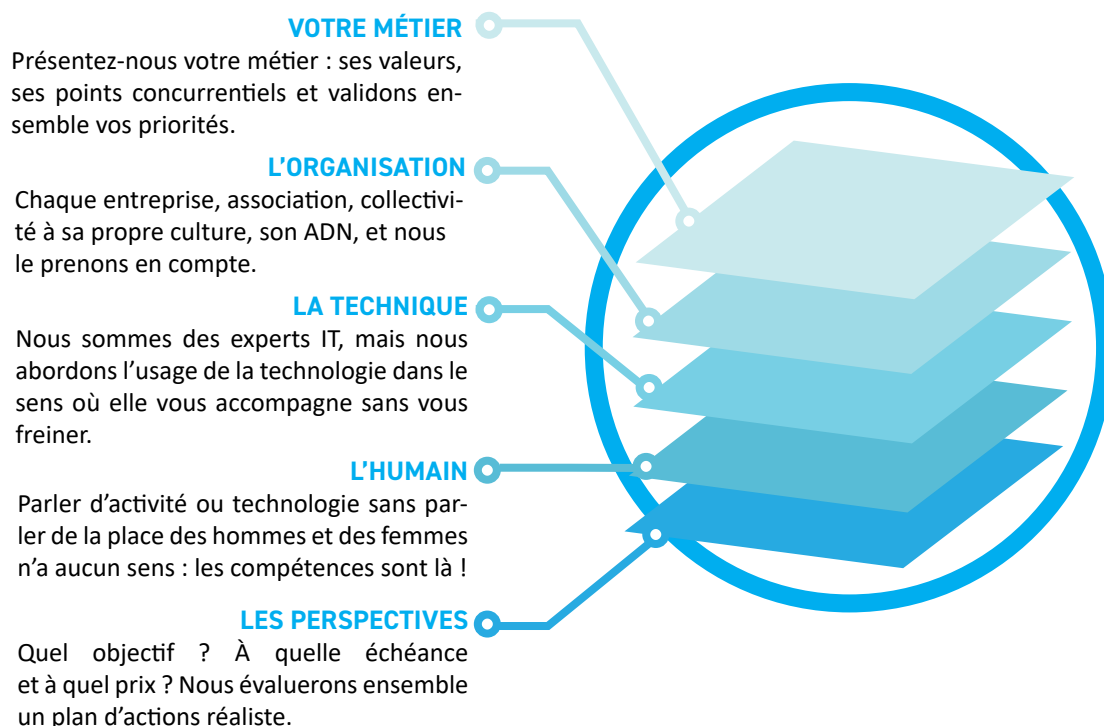 VOTRE MÉTIER
Présentez-nous votre métier : ses valeurs,
ses points concurrentiels et validons en-
semble vos priorités.
L'ORGANISATION
Chaque entreprise, association, collectivi-
té à sa propre culture, son ADN, et nous
le prenons en compte.
LA TECHNIQUE
Nous sommes des experts IT, mais nous
abordons l’usage de la technologie dans le
sens où elle vous accompagne sans vous
freiner.
L'HUMAIN
Parler d’activité ou technologie sans par-
ler de la place des hommes et des femmes
n’a aucun sens : les compétences sont là !
LES PERSPECTIVES
Quel objectif ? À quelle échéance
et à quel prix ? Nous évaluerons ensemble
un plan d’actions réaliste.